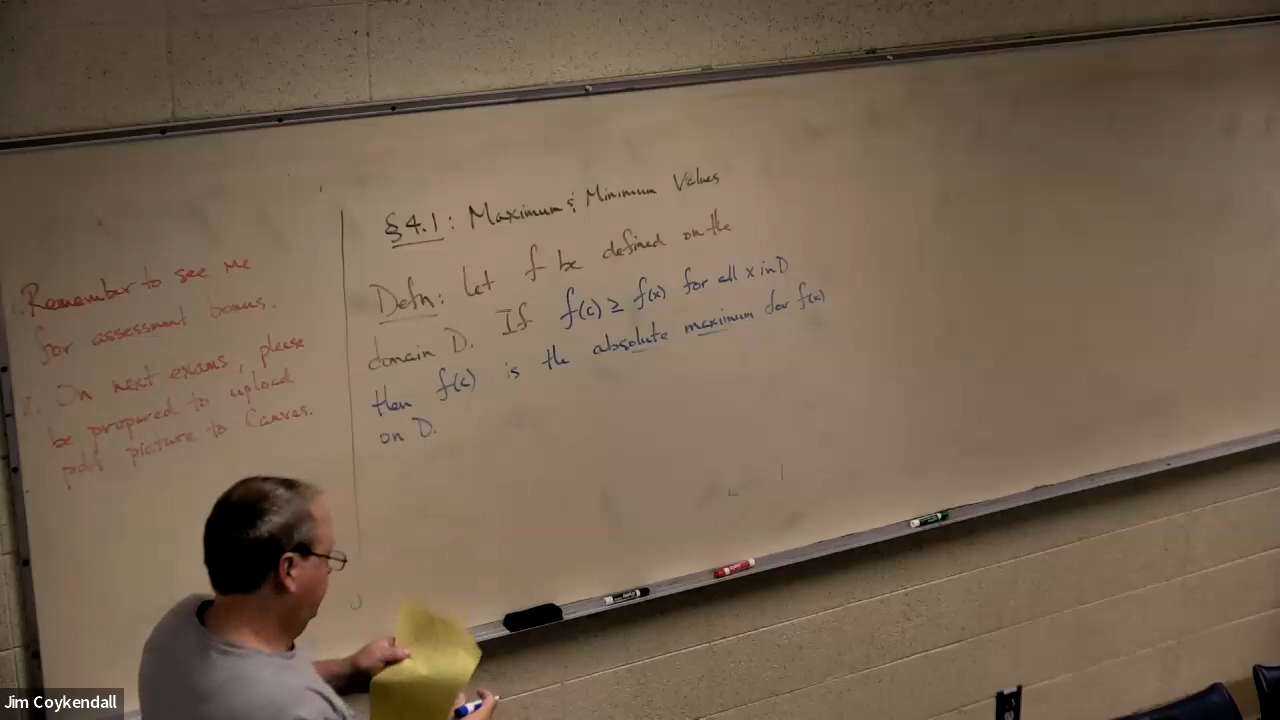 1. Remember to see me
for assessment bonus.
2. On next exams, please
be prepared to upload
pdf picture to Canvas.
§4.1: Maximum & Minimum Values
Defn: Let f be defined on the
domain D. If f(c) ≥ f(x) for all x in D
then f(c) is the absolute maximum for f(x)
on D.
Jim Coykendall